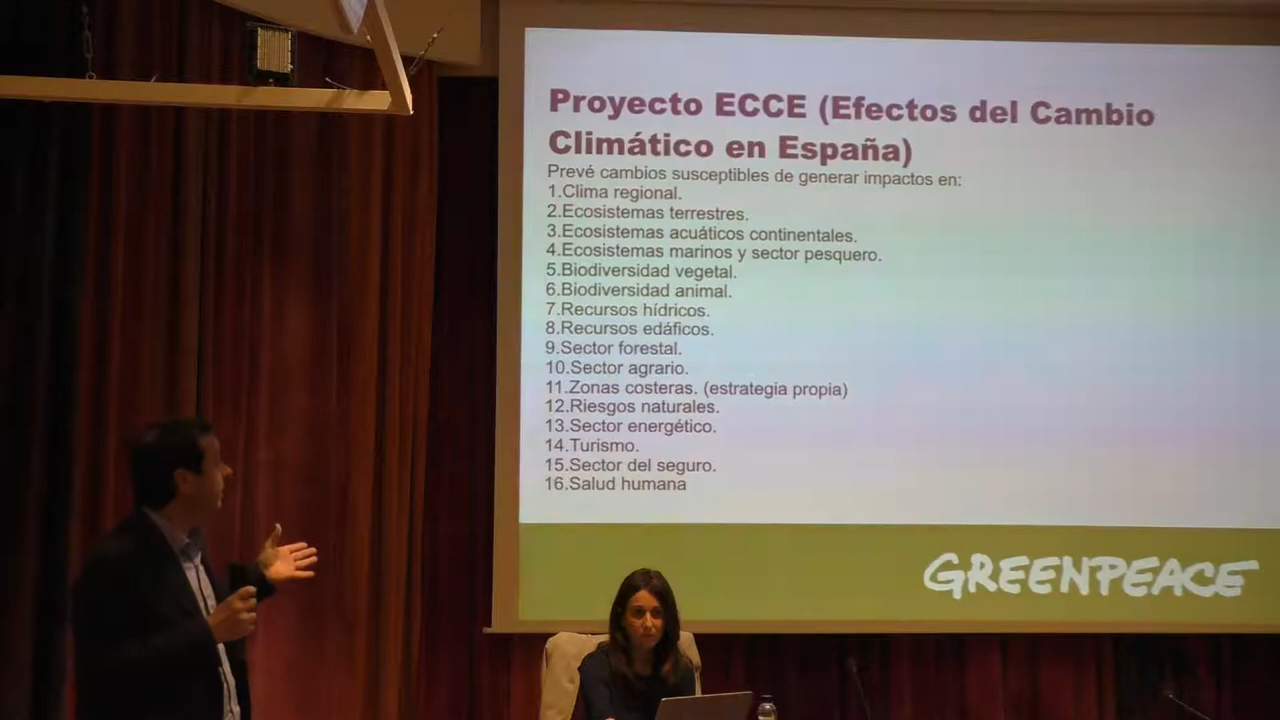 Proyecto ECCE (Efectos del Cambio
Climático en España)
Prevé cambios susceptibles de generar impactos en:
1.Clima regional.
2.Ecosistemas terrestres.
3.Ecosistemas acuáticos continentales.
4.Ecosistemas marinos y sector pesquero.
5.Biodiversidad vegetal.
6.Biodiversidad animal.
7.Recursos hídricos.
8.Recursos edáficos.
9.Sector forestal.
10.Sector agrario.
11.Zonas costeras. (estrategia propia)
12.Riesgos naturales.
13.Sector energético.
14.Turismo.
15.Sector del seguro.
16.Salud humana
GREENPEACE